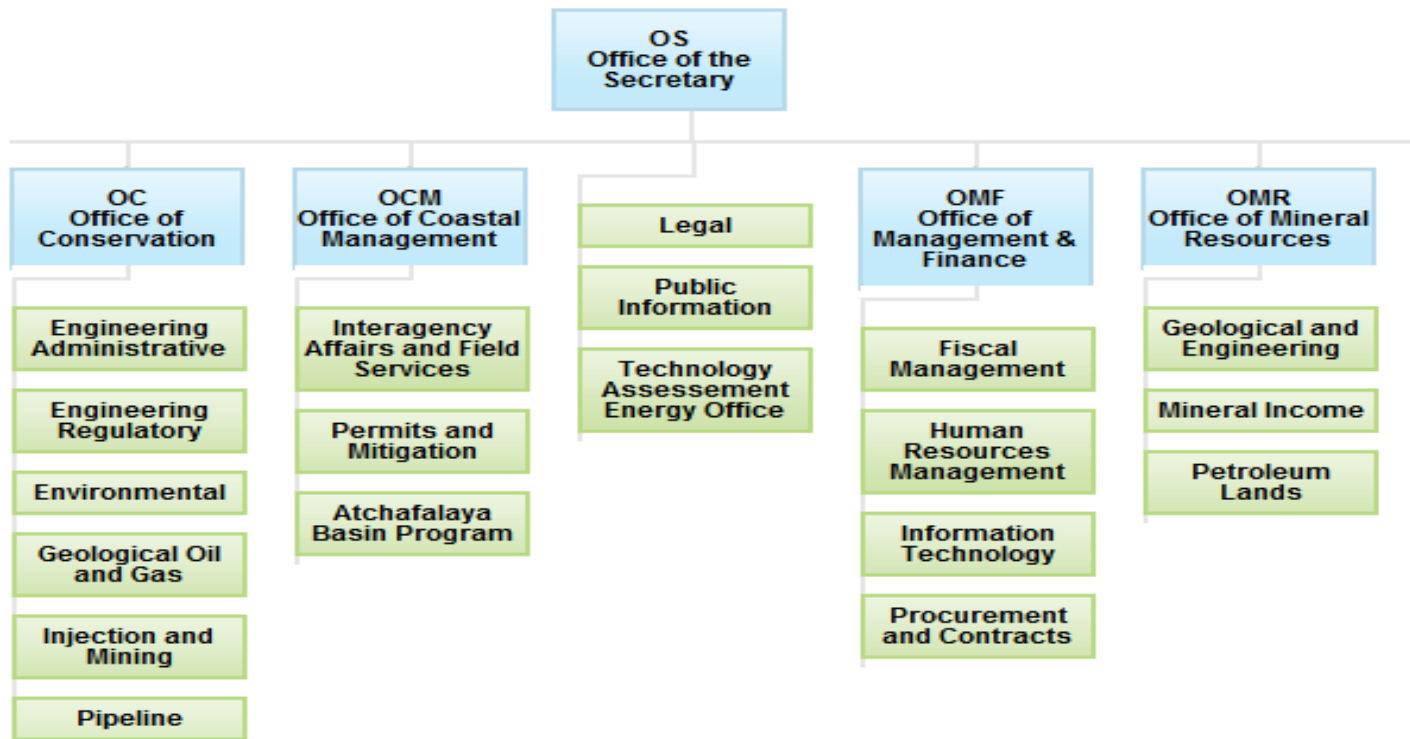 OS
Office of the
Secretary
OC
Office of
Conservation
Engineering
Administrative
Engineering
Regulatory
Environmental
Geological Oil
and Gas
Injection and
Mining
Pipeline
OCM
Office of Coastal
Management
Interagency
Affairs and Field
Services
Permits and
Mitigation
Atchafalaya
Basin Program
Legal
Public
Information
Technology
Assessement
Energy Office
OMF
Office of
Management &
Finance
Fiscal
Management
Human
Resources
Management
Information
Technology
Procurement
and Contracts
OMR
Office of Mineral
Resources
Geological and
Engineering
Mineral Income
Petroleum
Lands